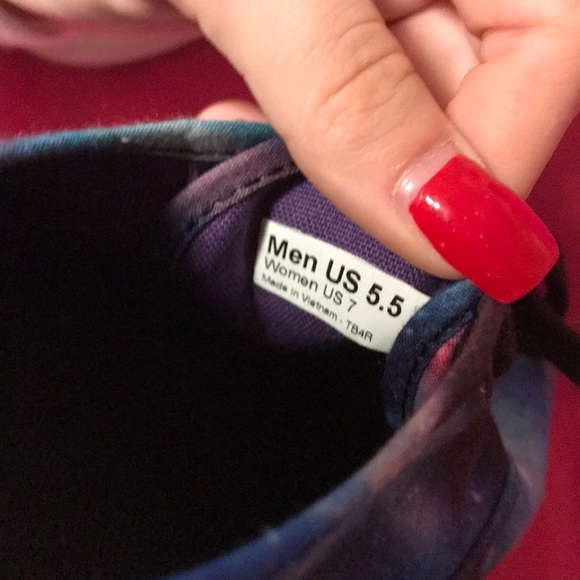 Men US 5.5
Women US 7
Made in Vietnam - TB4R